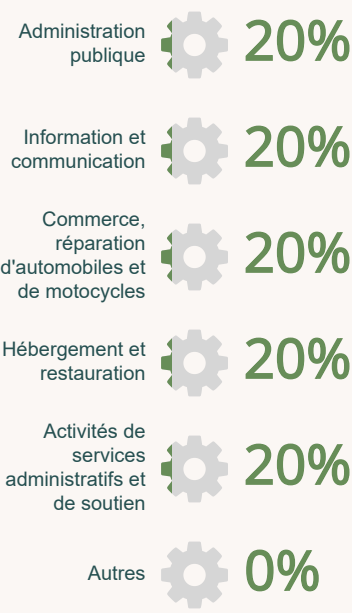 Administration
publique
20%
Information et
communication
20%
Commerce,
réparation
d'automobiles et
de motocycles
20%
Hébergement et
restauration
20%
Activités de
services
administratifs et
de soutien
20%
Autres
0%